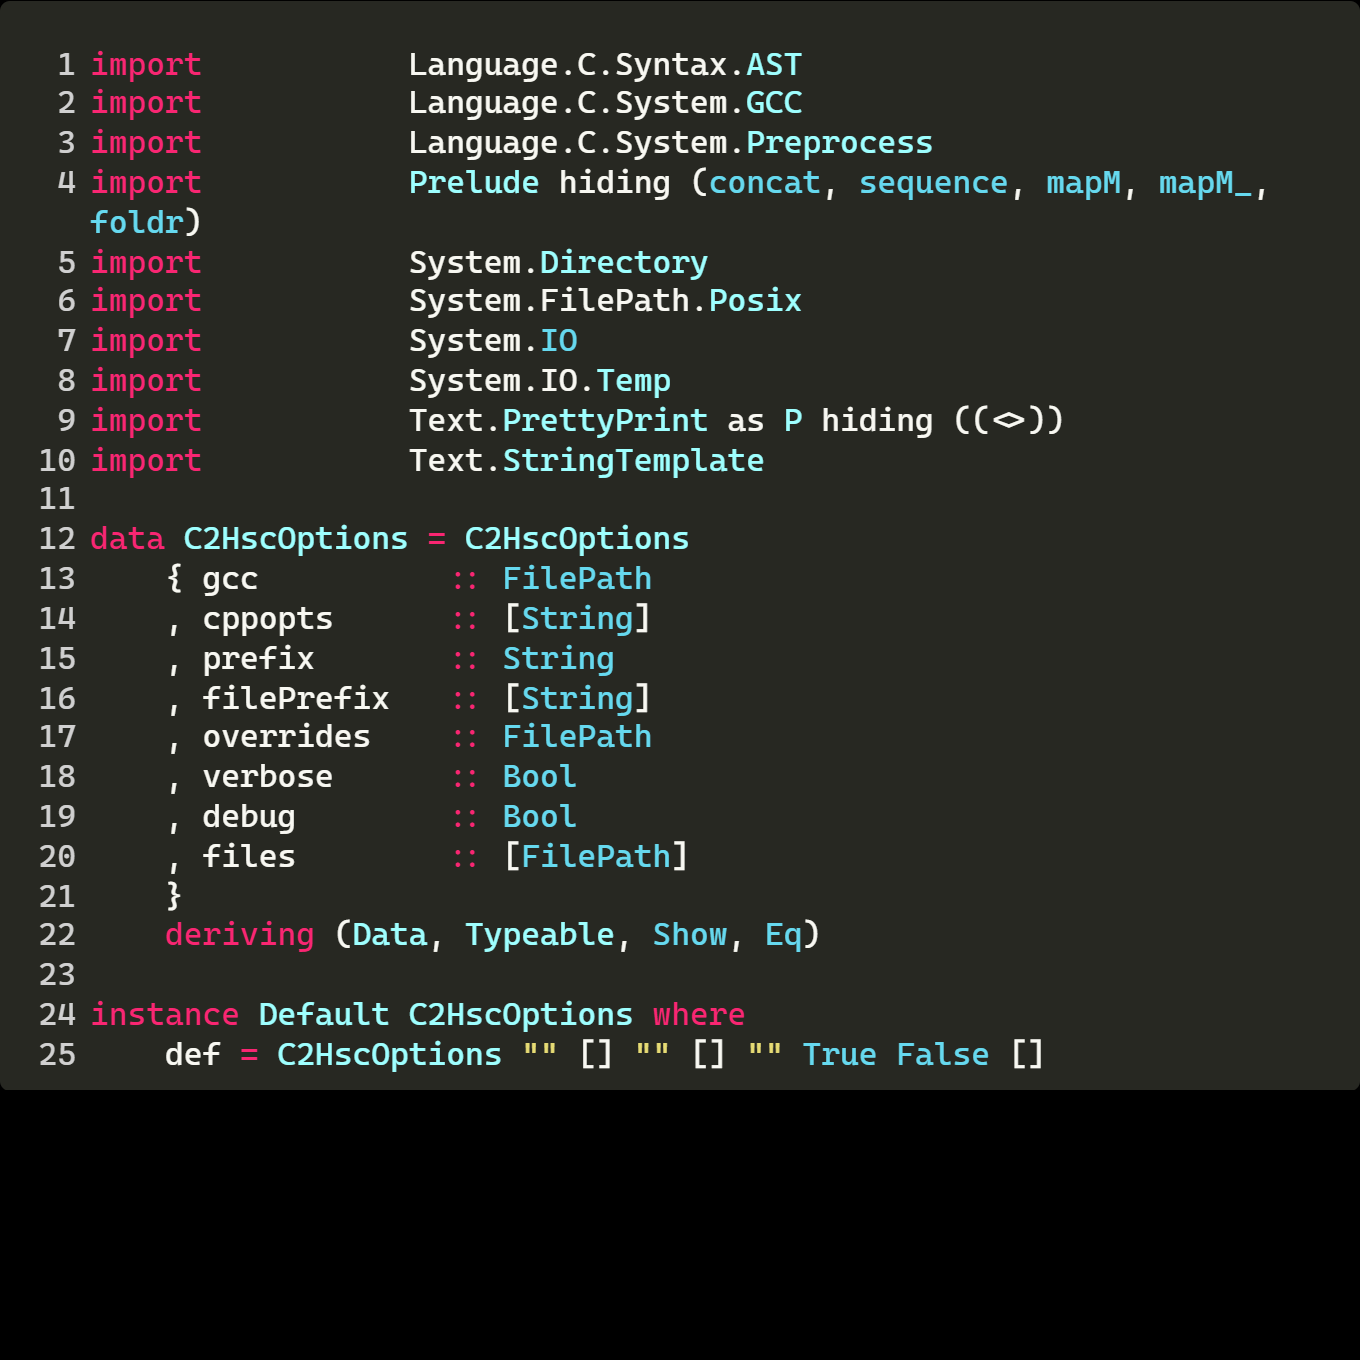 1 import           Language.C.Syntax.AST
2 import           Language.C.System.GCC
3 import           Language.C.System.Preprocess
4 import           Prelude hiding (concat, sequence, mapM, mapM_,
foldr)
5 import           System.Directory
6 import           System.FilePath.Posix
7 import           System.IO
8 import           System.IO.Temp
9 import           Text.PrettyPrint as P hiding ((<>))
10 import           Text.StringTemplate
11
12 data C2HscOptions = C2HscOptions
13     { gcc          :: FilePath
14     , cppopts      :: [String]
15     , prefix       :: String
16     , filePrefix   :: [String]
17     , overrides    :: FilePath
18     , verbose      :: Bool
19     , debug        :: Bool
20     , files        :: [FilePath]
21     }
22     deriving (Data, Typeable, Show, Eq)
23
24 instance Default C2HscOptions where
25     def = C2HscOptions "" [] "" [] "" True False []